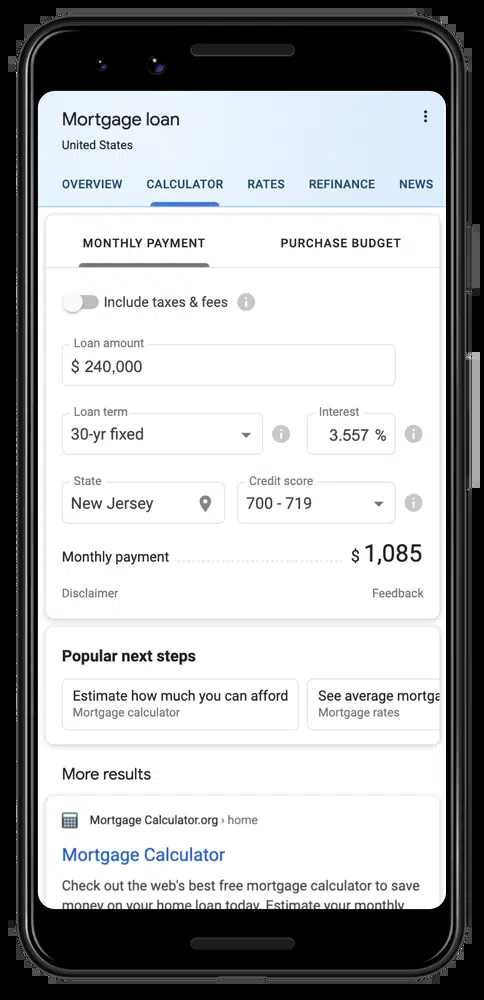 Mortgage loan
United States
OVERVIEW CALCULATOR RATES REFINANCE NEWS
MONTHLY PAYMENT PURCHASE BUDGET
Include taxes & fees
Loan amount
$ 240,000
Loan term Interest
30-yr fixed 3.557 %
State Credit score
New Jersey 700 - 719
Monthly payment $ 1,085
Disclaimer Feedback
Popular next steps
Estimate how much you can afford See average mortga
Mortgage calculator Mortgage rates
More results
Mortgage Calculator.org › home
Mortgage Calculator
Check out the web's best free mortgage calculator to save
money on your home loan today. Estimate your monthly